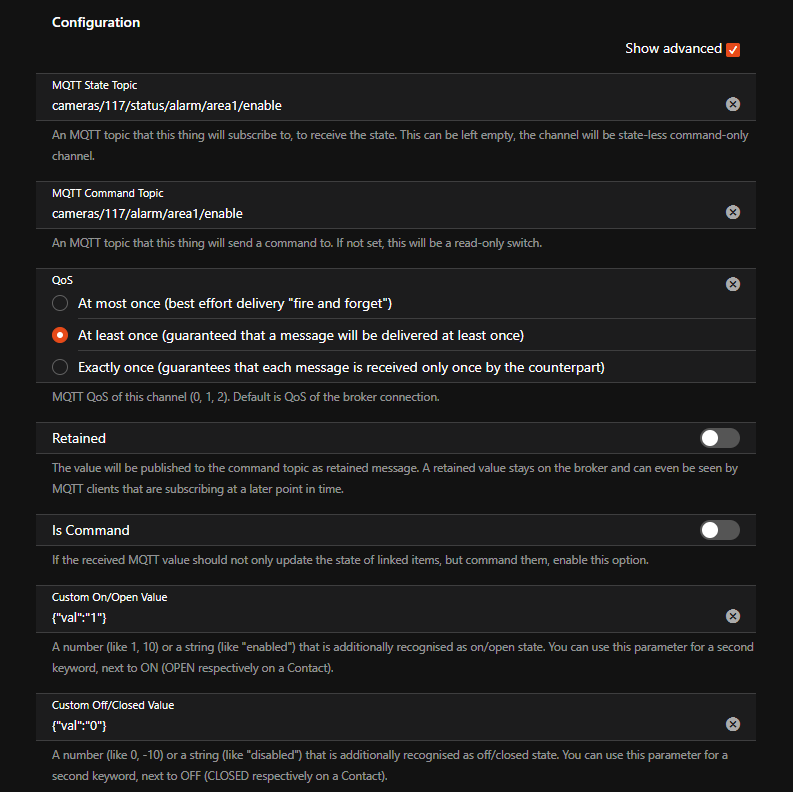 Configuration
Show advanced
MQTT State Topic
cameras/117/status/alarm/area1/enable
An MQTT topic that this thing will subscribe to, to receive the state. This can be left empty, the channel will be state-less command-only
channel.
MQTT Command Topic
cameras/117/alarm/area1/enable
An MQTT topic that this thing will send a command to. If not set, this will be a read-only switch.
QoS
At most once (best effort delivery "fire and forget")
At least once (guaranteed that a message will be delivered at least once)
Exactly once (guarantees that each message is received only once by the counterpart)
MQTT QoS of this channel (0, 1, 2). Default is QoS of the broker connection.
Retained
The value will be published to the command topic as retained message. A retained value stays on the broker and can even be seen by
MQTT clients that are subscribing at a later point in time.
Is Command
If the received MQTT value should not only update the state of linked items, but command them, enable this option.
Custom On/Open Value
{"val":"1"}
A number (like 1, 10) or a string (like "enabled") that is additionally recognised as on/open state. You can use this parameter for a second
keyword, next to ON (OPEN respectively on a Contact).
Custom Off/Closed Value
{"val":"0"}
A number (like 0, -10) or a string (like "disabled") that is additionally recognised as off/closed state. You can use this parameter for a
second keyword, next to OFF (CLOSED respectively on a Contact).